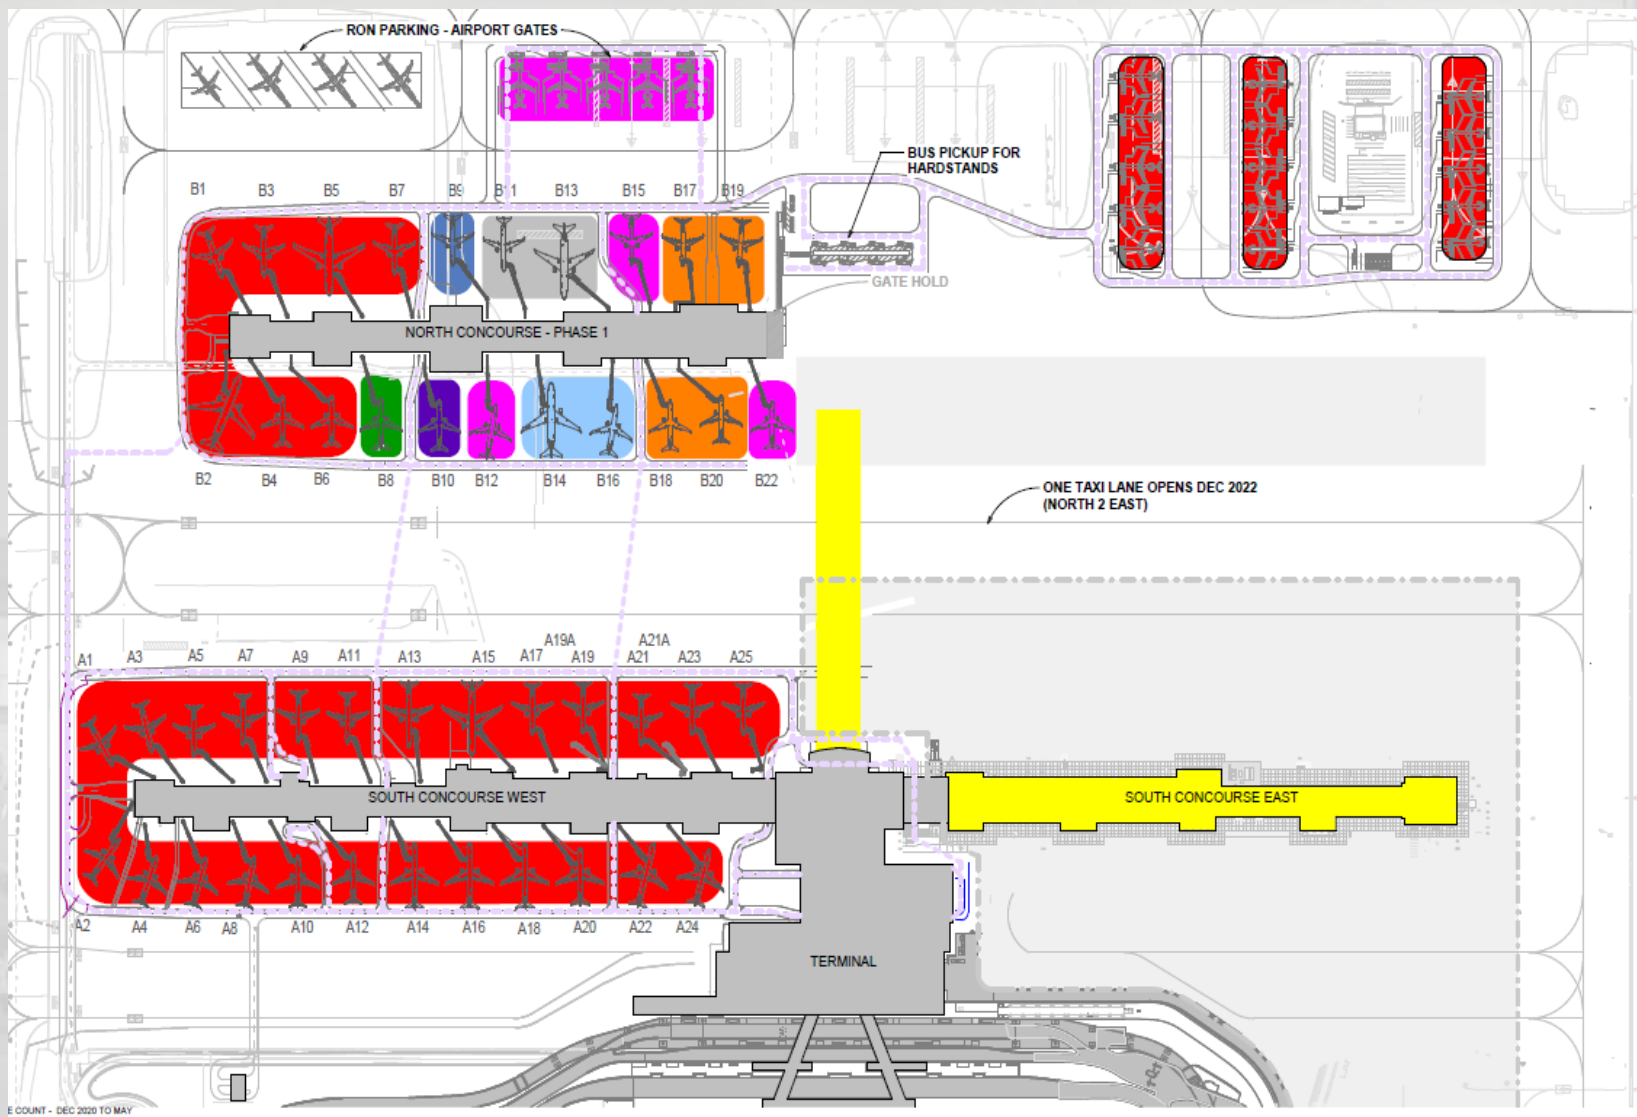 RON PARKING - AIRPORT GATES
BUS PICKUP FOR
HARDSTANDS
B1 B3 B5 B7 B9 B11 B13 B15 B17 B19
GATE HOLD
NORTH CONCOURSE - PHASE 1
B2 B4 B6 B8 B10 B12 B14 B16 B18 B20 B22
ONE TAXI LANE OPENS DEC 2022
(NORTH 2 EAST)
A19A A21A
A1 A3 A5 A7 A9 A11 A13 A15 A17 A19 A21 A23 A25
SOUTH CONCOURSE WEST
SOUTH CONCOURSE EAST
A2 A4 A6 A8 A10 A12 A14 A16 A18 A20 A22 A24
TERMINAL
E COUNT - DEC 2020 TO MAY